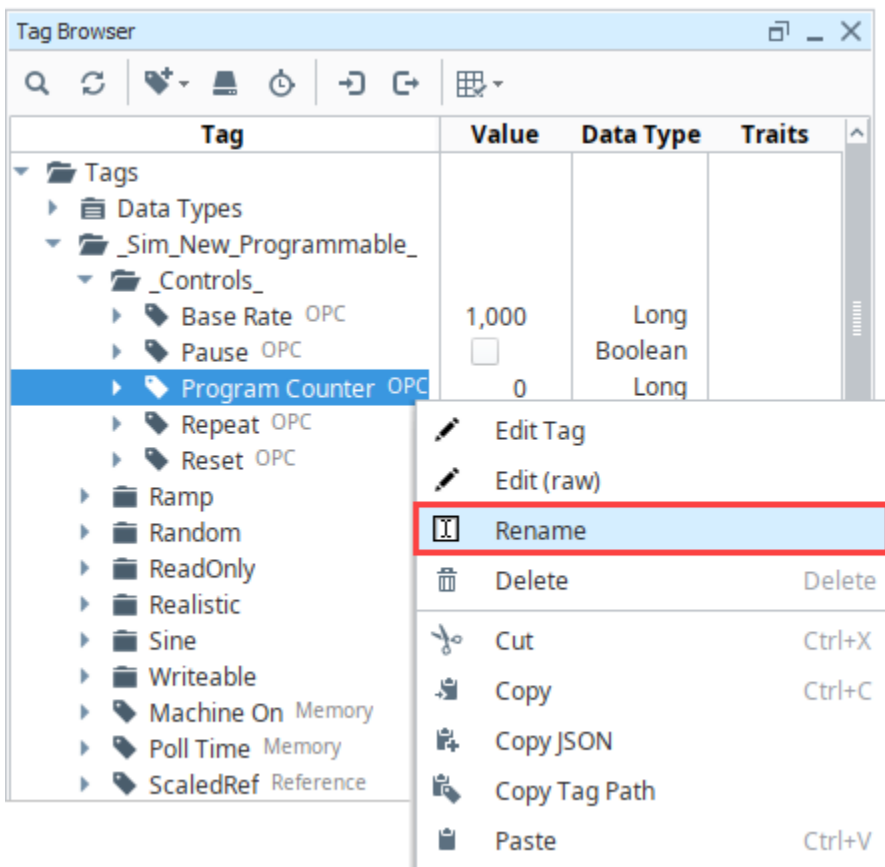 Tag Browser
Tag Value Data Type Traits
Tags
Data Types
_Sim_New_Programmable_
_Controls_
Base Rate OPC 1,000 Long
Pause OPC Boolean
Program Counter OPC 0 Long
Repeat OPC
Reset OPC
Ramp
Random
ReadOnly
Realistic
Sine
Writeable
Machine On Memory
Poll Time Memory
ScaledRef Reference
Edit Tag
Edit (raw)
Rename
Delete Delete
Cut Ctrl+X
Copy Ctrl+C
Copy JSON
Copy Tag Path
Paste Ctrl+V